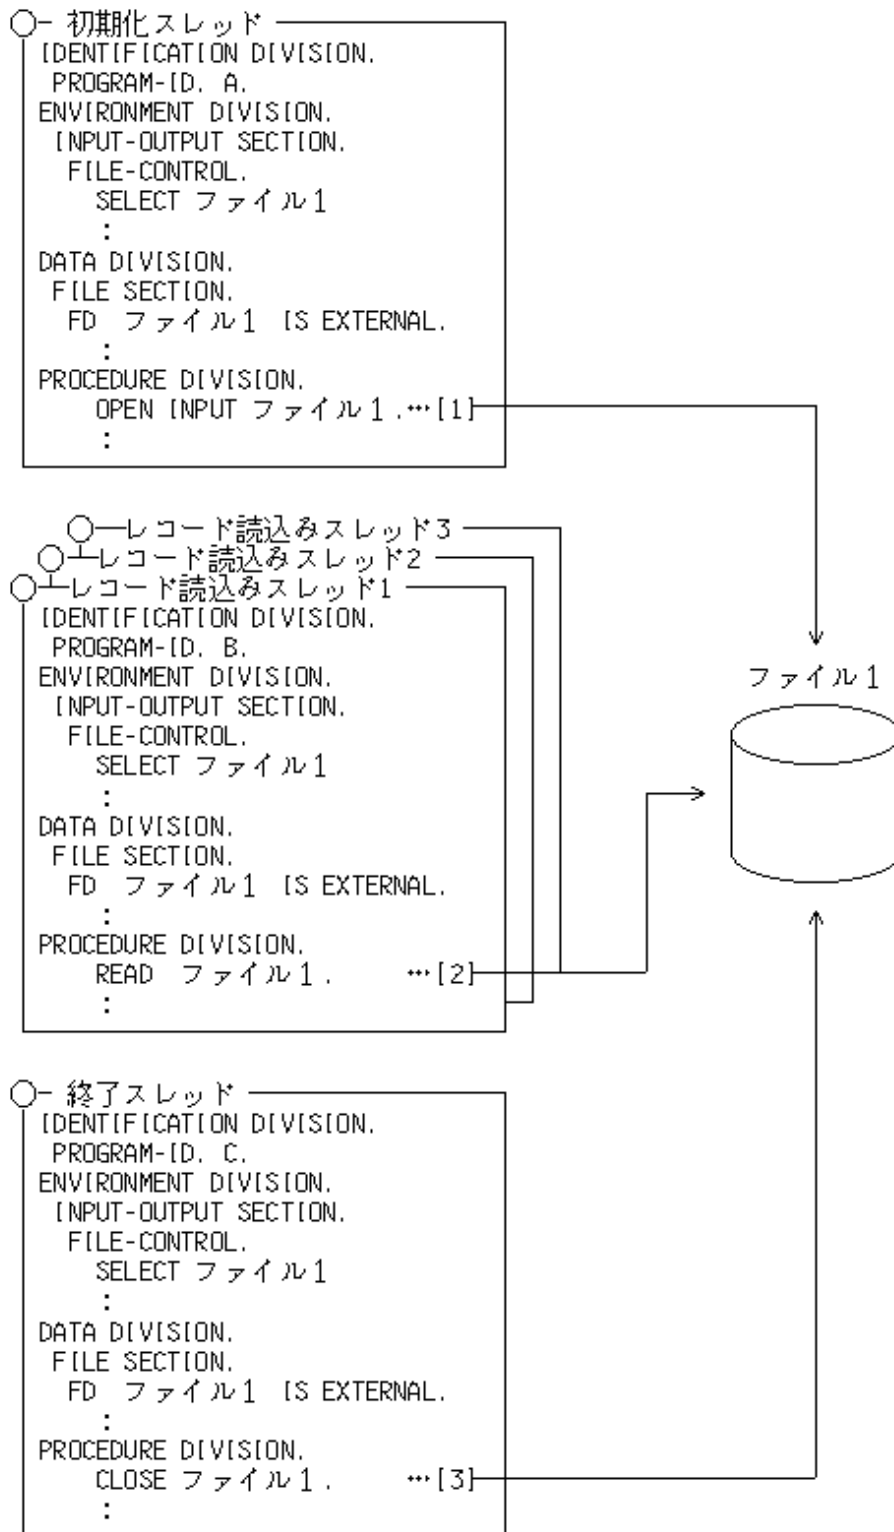 初期化スレッド
IDENTIFICATION DIVISION.
PROGRAM-ID. A.
ENVIRONMENT DIVISION.
INPUT-OUTPUT SECTION.
FILE-CONTROL.
SELECT ファイル1
:
DATA DIVISION.
FILE SECTION.
FD ファイル1 IS EXTERNAL.
:
PROCEDURE DIVISION.
OPEN INPUT ファイル1.…[1]
:
レコード読込みスレッド3
レコード読込みスレッド2
レコード読込みスレッド1
IDENTIFICATION DIVISION.
PROGRAM-ID. B.
ENVIRONMENT DIVISION.
INPUT-OUTPUT SECTION.
FILE-CONTROL.
SELECT ファイル1
:
DATA DIVISION.
FILE SECTION.
FD ファイル1 IS EXTERNAL.
:
PROCEDURE DIVISION.
READ ファイル1. …[2]
:
ファイル1
終了スレッド
IDENTIFICATION DIVISION.
PROGRAM-ID. C.
ENVIRONMENT DIVISION.
INPUT-OUTPUT SECTION.
FILE-CONTROL.
SELECT ファイル1
:
DATA DIVISION.
FILE SECTION.
FD ファイル1 IS EXTERNAL.
:
PROCEDURE DIVISION.
CLOSE ファイル1. …[3]
: